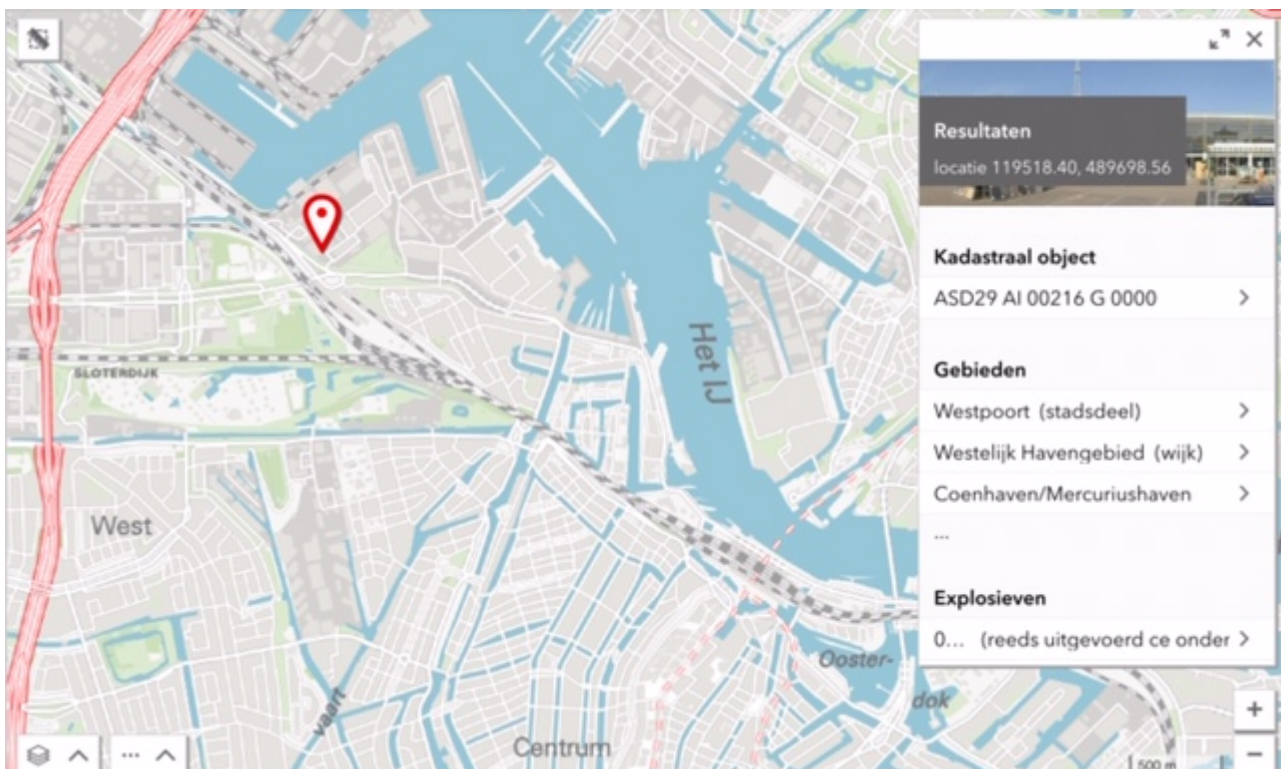 Resultaten
locatie 119518.40, 489698.56
Kadastraal object
ASD29 AI 00216 G 0000
Gebieden
Westpoort (stadsdeel)
Westelijk Havengebied (wijk)
Coenhaven/Mercuriushaven
...
Explosieven
0... (reeds uitgevoerd ce onder
SLOTERDIJK
Het IJ
West
vaart
Centrum
Ooster-
dok
500 m